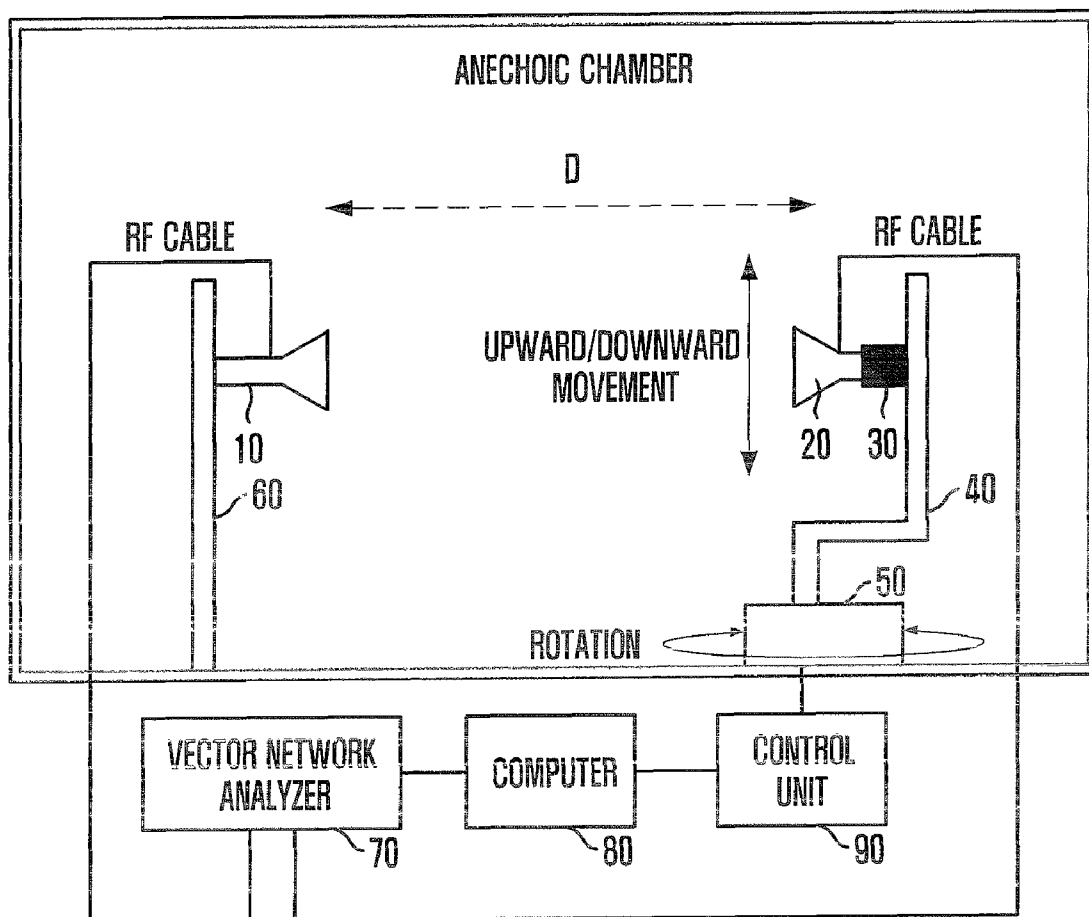 ANECHOIC CHAMBER
D
RF CABLE
RF CABLE
UPWARD/DOWNWARD
MOVEMENT
10
20
30
60
40
50
ROTATION
VECTOR NETWORK
ANALYZER
COMPUTER
CONTROL
UNIT
70
80
90